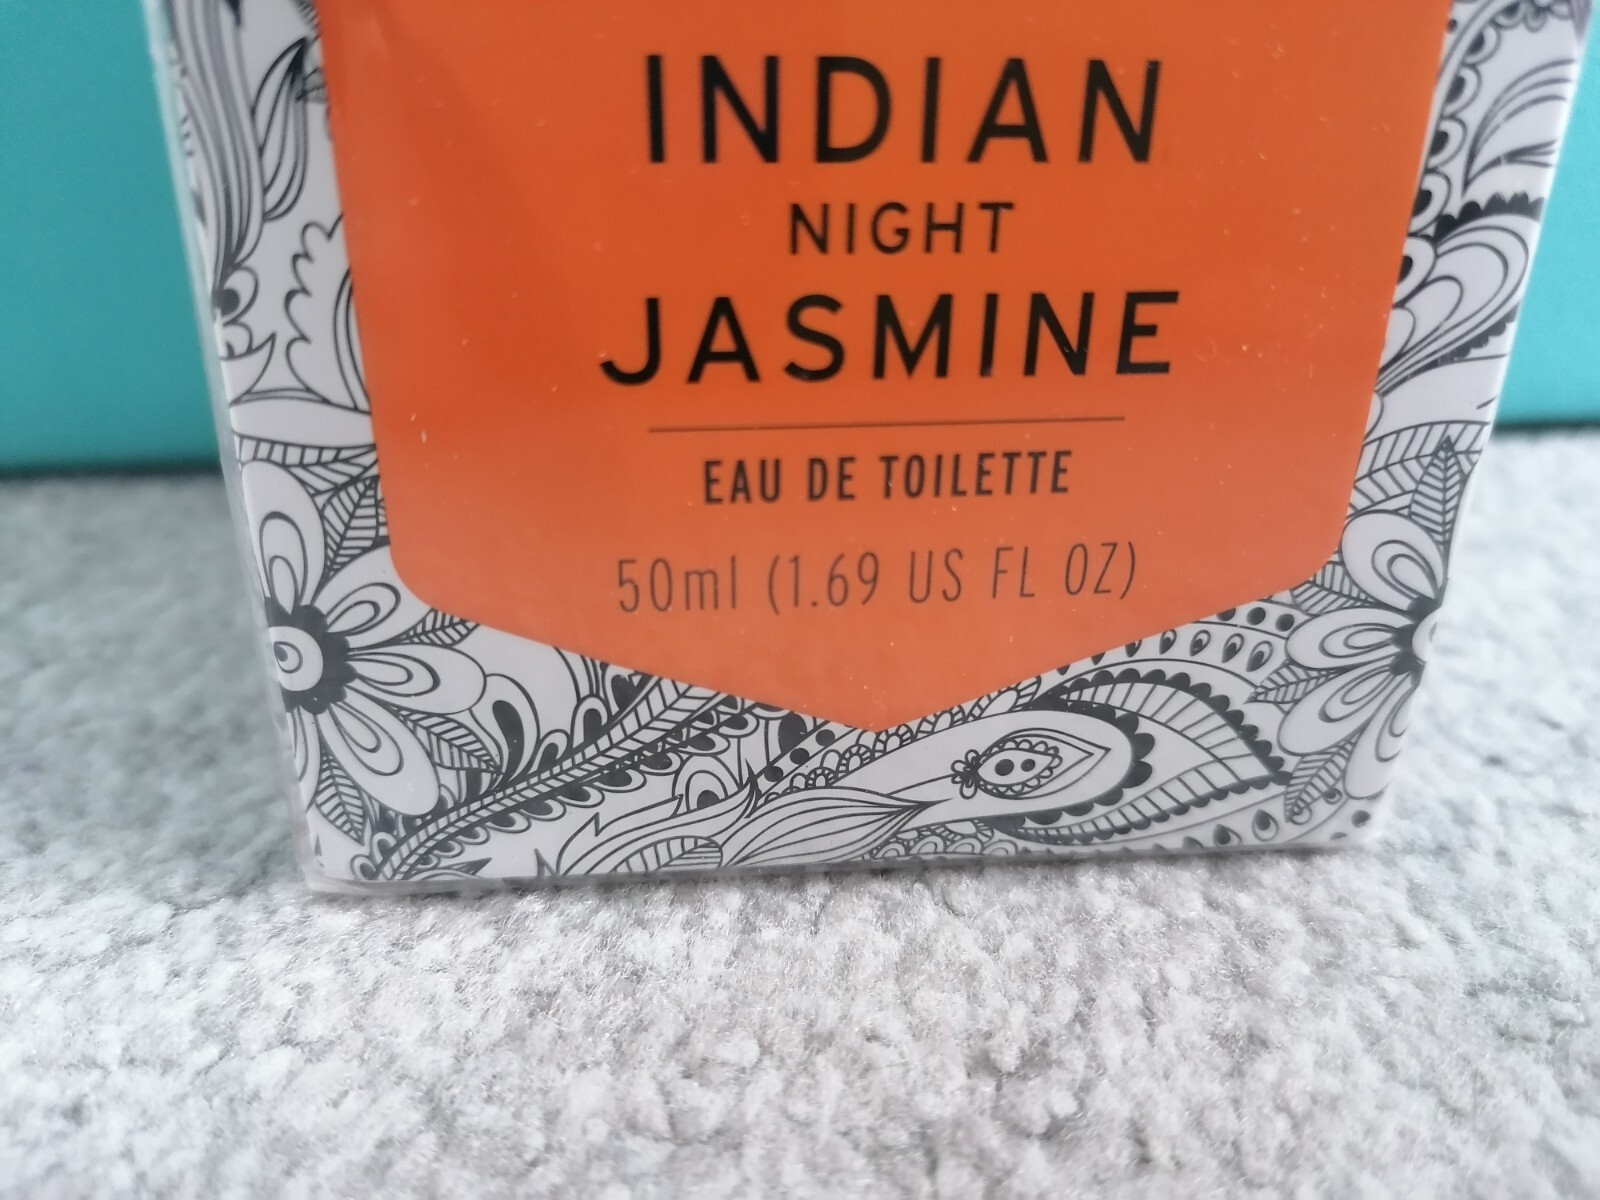 INDIAN
NIGHT
JASMINE
EAU DE TOILETTE
50ml (1.69 US FL OZ)